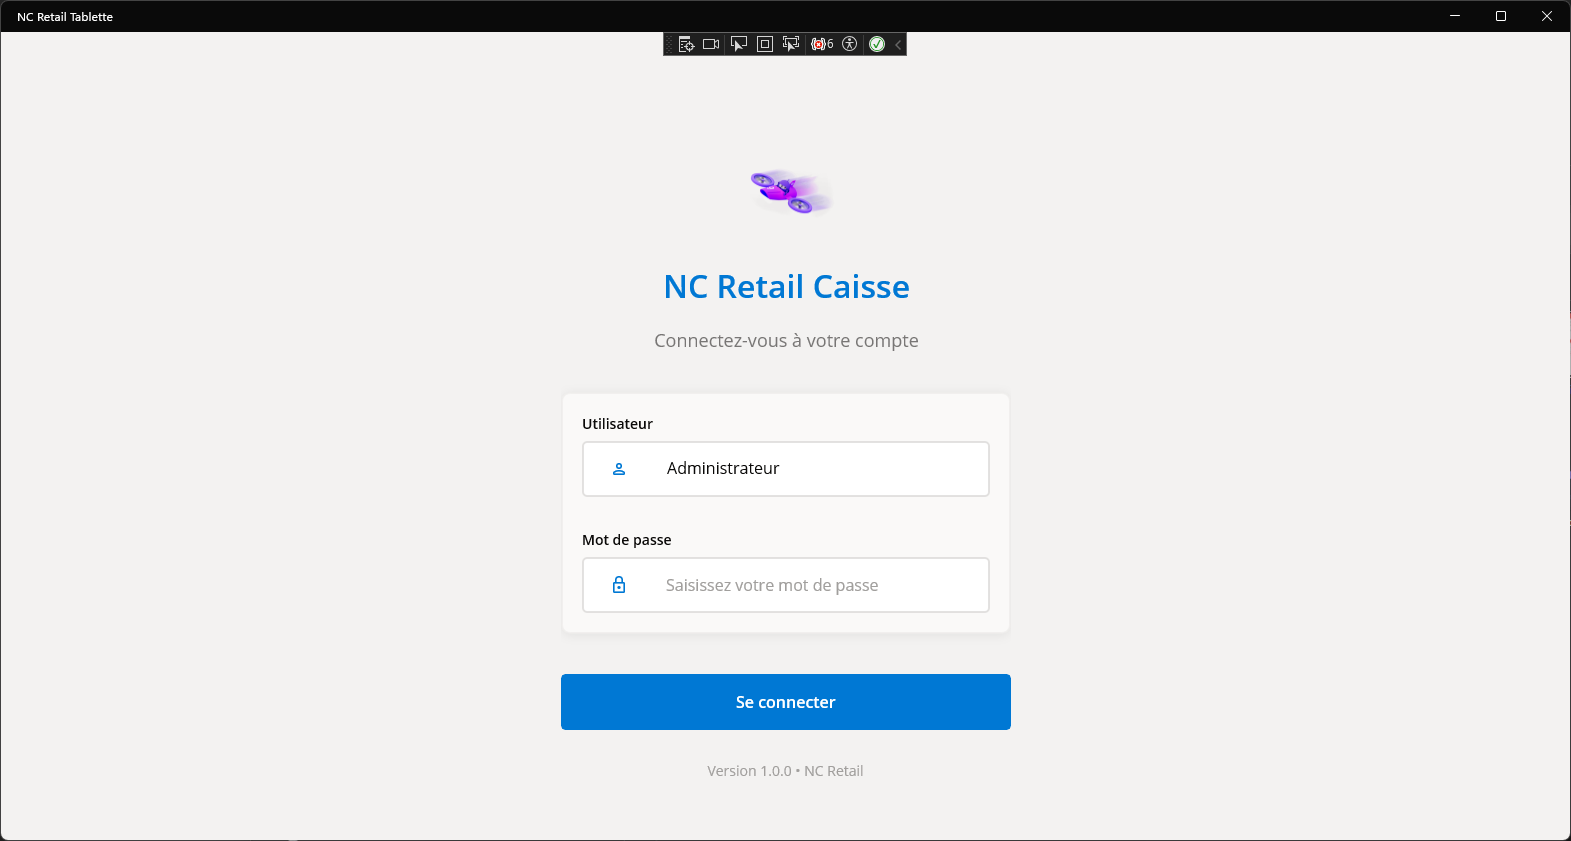 NC Retail Tablette
6
NC Retail Caisse
Connectez-vous à votre compte
Utilisateur
Administrateur
Mot de passe
Saisissez votre mot de passe
Se connecter
Version 1.0.0 • NC Retail